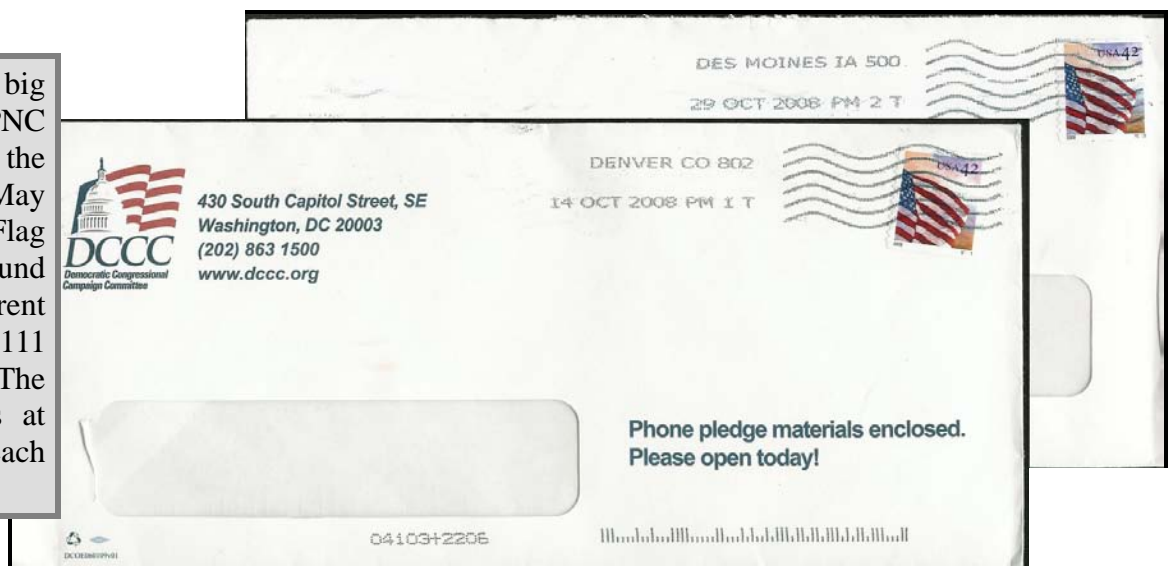 big
PNC
the
May
Flag
und
rent
111
The
s at
each
DES MOINES IA 500
29 OCT 2008 PM 2 T
USA42
DENVER CO 802
14 OCT 2008 PM 1 T
USA42
430 South Capitol Street, SE
Washington, DC 20003
(202) 863 1500
www.dccc.org
DCCC
Democratic Congressional
Campaign Committee
Phone pledge materials enclosed.
Please open today!
04103+2206